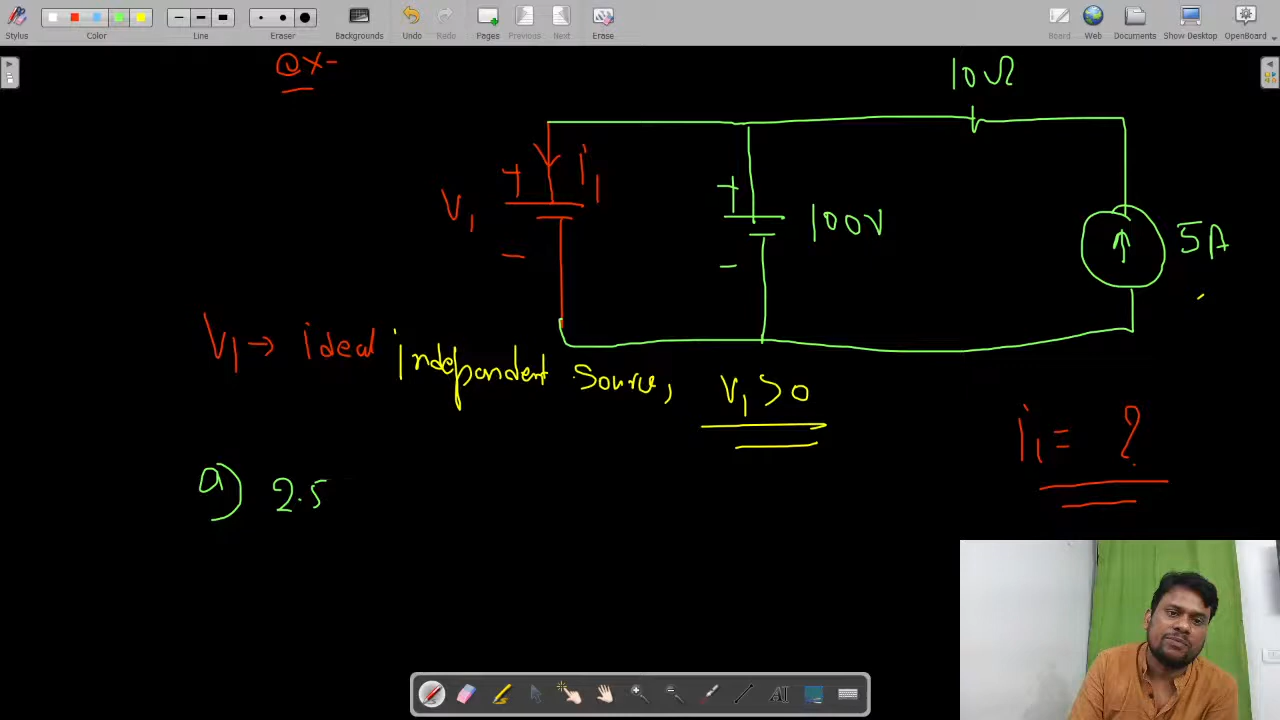 Stylus Color Line Eraser Backgrounds Undo Redo Pages Previous Next Erase Board Web Documents Show Desktop OpenBoard
ex-
10Ω
+ i1
V1
-
+
100V
-
5A
V1 → ideal independent source, V1 > 0
i1 = ?
a) 2.5